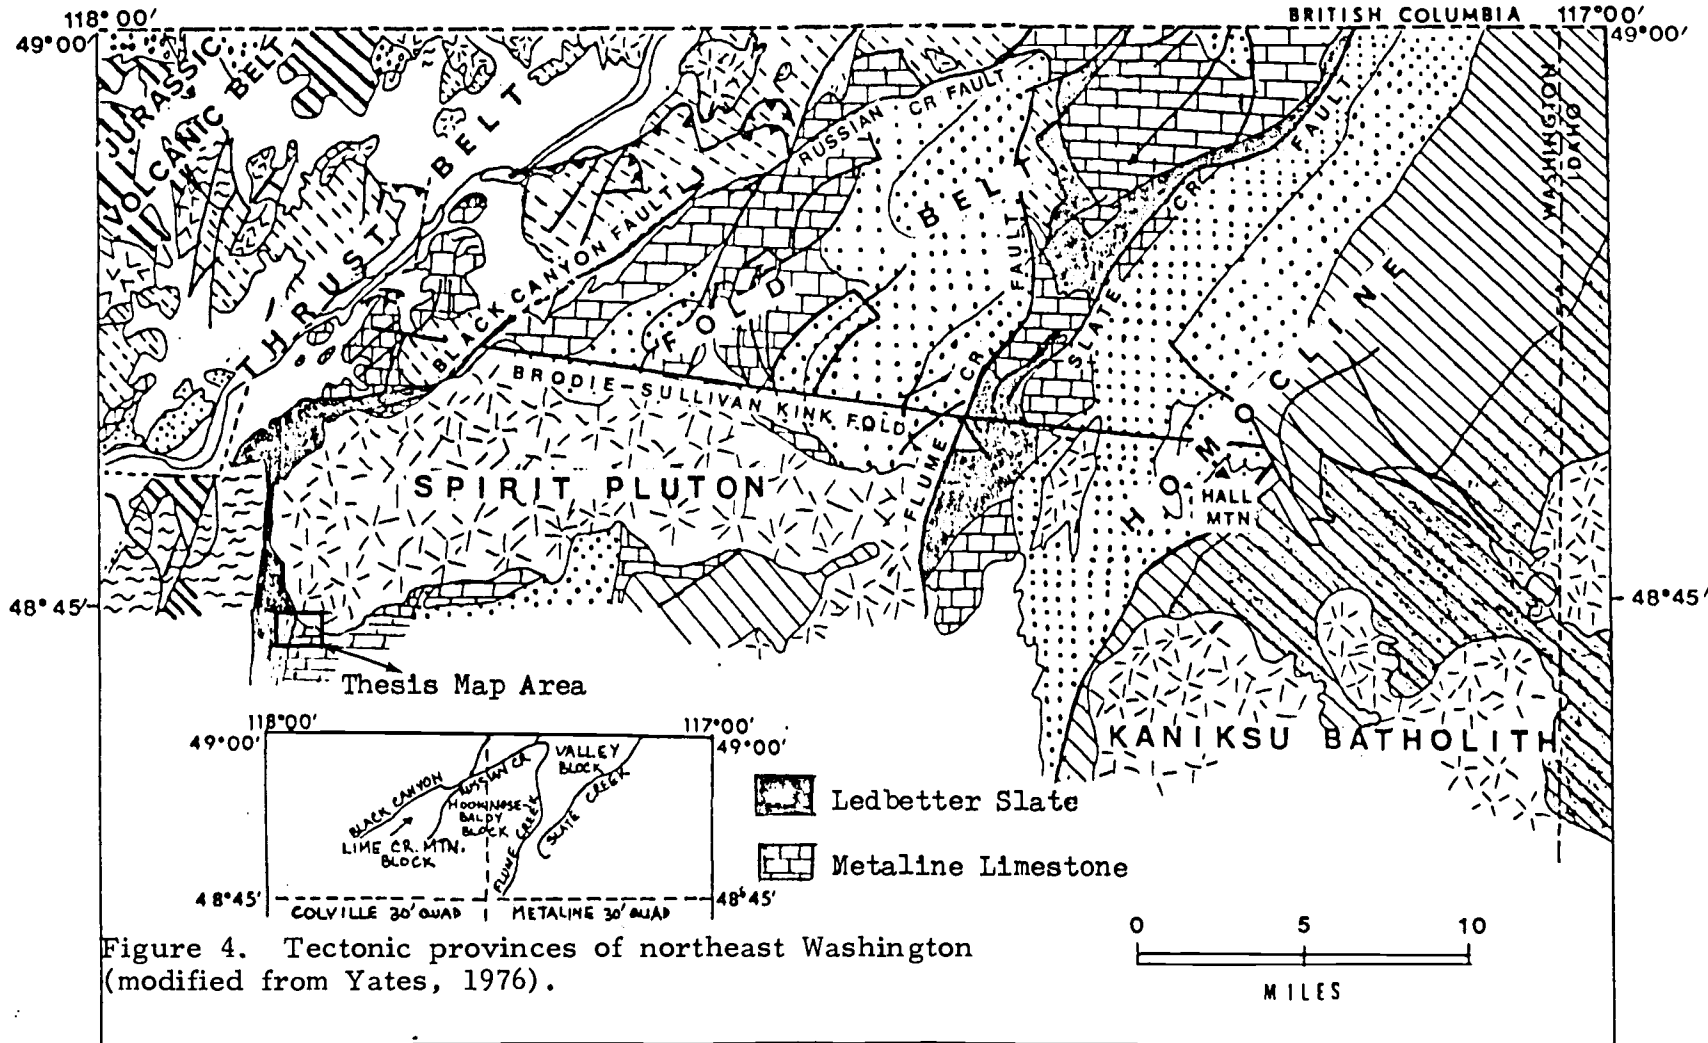 118°00'
BRITISH COLUMBIA
117°00'
49°00'
49°00'
JURASSIC
VOLCANIC BELT
THRUST BELT
BLACK CANYON FAULT
RUSSIAN CR FAULT
FOLD BELT
FLUME CR FAULT
SLATE CR FAULT
WASHINGTON
IDAHO
HOMOCLINE
BRODIE-SULLIVAN KINK FOLD
SPIRIT PLUTON
HALL
MTN
48°45'
48°45'
Thesis Map Area
KANIKSU BATHOLITH
118°00'
117°00'
49°00'
49°00'
BLACK CANYON
RUSSIAN CR
VALLEY
BLOCK
HOOKNOSE-
BALDY
BLOCK
LIME CR. MTN.
BLOCK
FLUME CREEK
SLATE CREEK
48°45'
48°45'
COLVILLE 30' QUAD
METALINE 30' QUAD
Ledbetter Slate
Metaline Limestone
0 5 10
MILES
Figure 4. Tectonic provinces of northeast Washington
(modified from Yates, 1976).